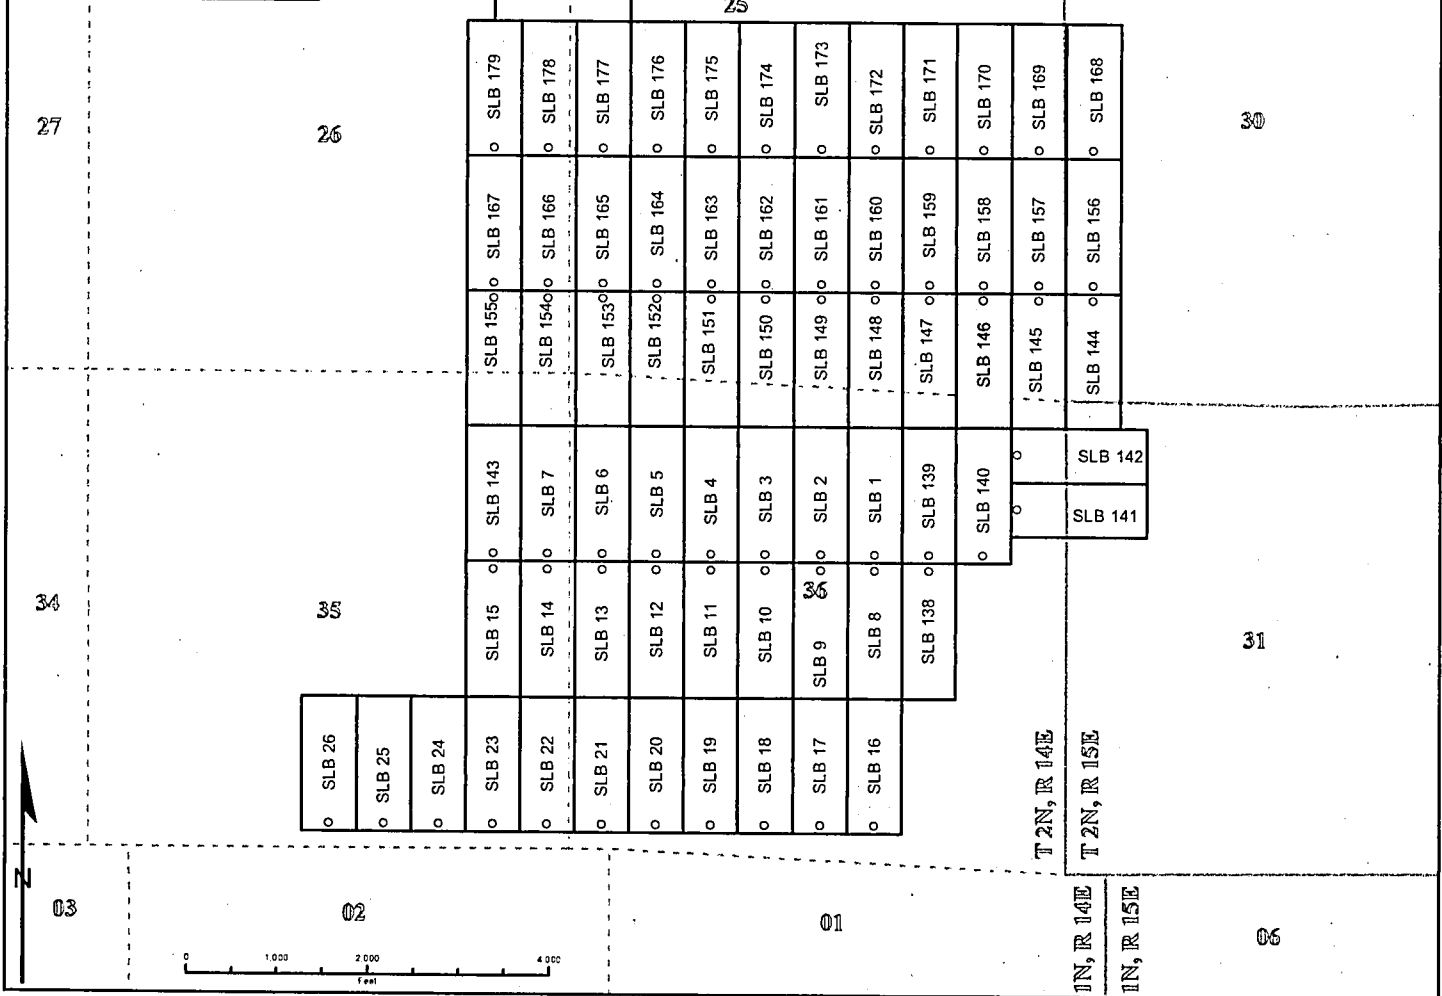 25
SLB 179
SLB 178
SLB 177
SLB 176
SLB 175
SLB 174
SLB 173
SLB 172
SLB 171
SLB 170
SLB 169
SLB 168
27
26
30
SLB 167
SLB 166
SLB 165
SLB 164
SLB 163
SLB 162
SLB 161
SLB 160
SLB 159
SLB 158
SLB 157
SLB 156
SLB 155
SLB 154
SLB 153
SLB 152
SLB 151
SLB 150
SLB 149
SLB 148
SLB 147
SLB 146
SLB 145
SLB 144
SLB 143
SLB 7
SLB 6
SLB 5
SLB 4
SLB 3
SLB 2
SLB 1
SLB 139
SLB 140
SLB 142
SLB 141
34
35
36
31
SLB 15
SLB 14
SLB 13
SLB 12
SLB 11
SLB 10
SLB 9
SLB 8
SLB 138
SLB 26
SLB 25
SLB 24
SLB 23
SLB 22
SLB 21
SLB 20
SLB 19
SLB 18
SLB 17
SLB 16
T 2N, R 14E
T 2N, R 15E
N
03
02
01
06
1N, R 14E
1N, R 15E
0
1,000
2,000
4,000
Feet